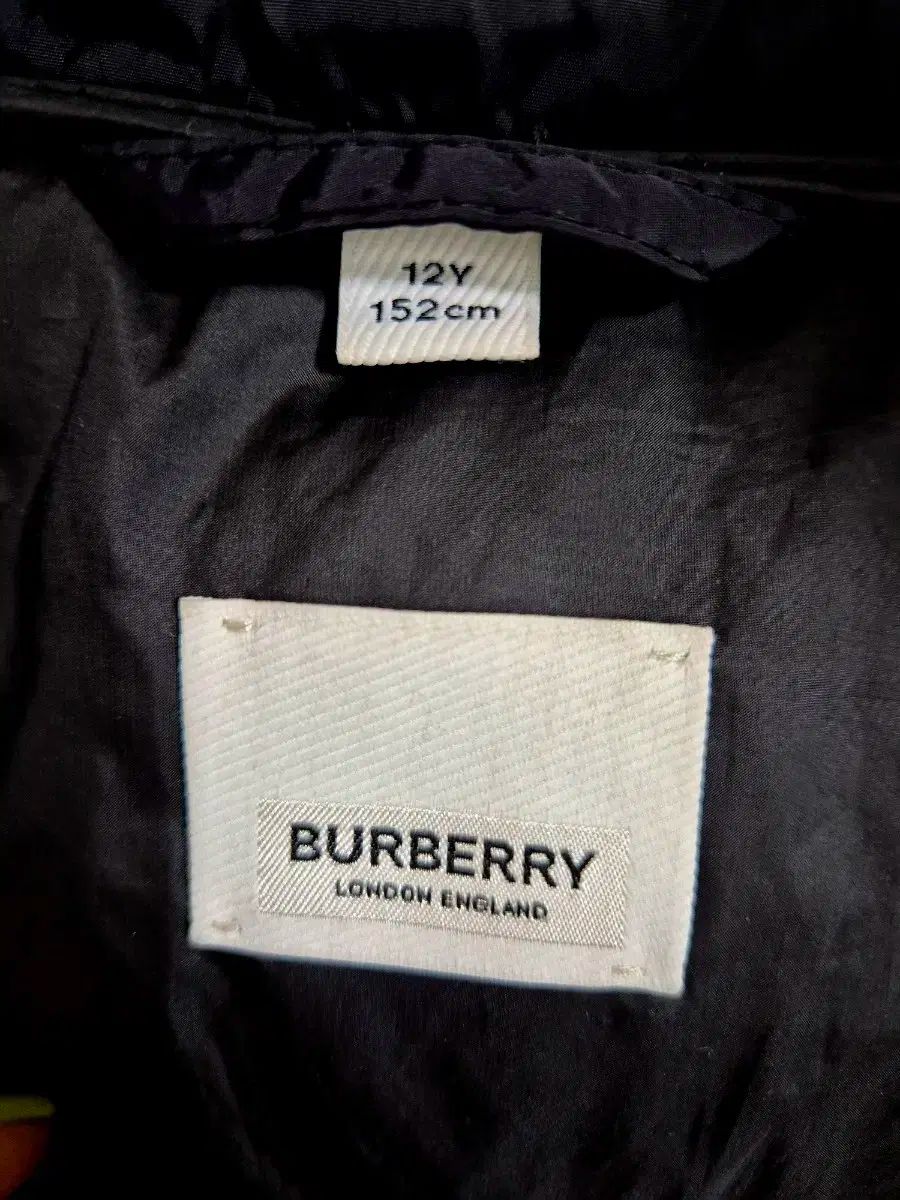 12Y
152cm
BURBERRY
LONDON ENGLAND